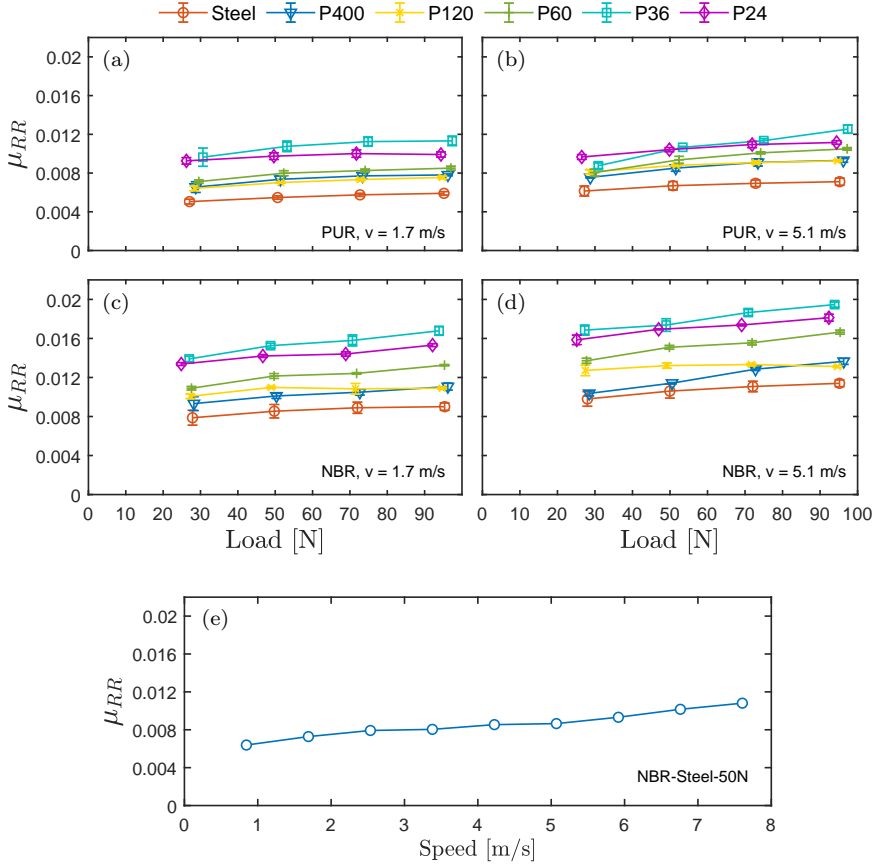 Steel P400 P120 P60 P36 P24
(a) (b)
0.02
0.016
0.012
0.008
0.004
0
μRR
PUR, v = 1.7 m/s
PUR, v = 5.1 m/s
(c) (d)
0.02
0.016
0.012
0.008
0.004
0
μRR
NBR, v = 1.7 m/s
NBR, v = 5.1 m/s
0 10 20 30 40 50 60 70 80 90 0 10 20 30 40 50 60 70 80 90 100
Load [N] Load [N]
(e)
0.02
0.016
0.012
0.008
0.004
0
μRR
NBR-Steel-50N
0 1 2 3 4 5 6 7 8
Speed [m/s]